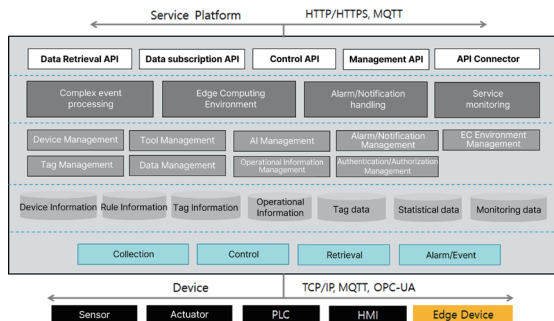 Service Platform HTTP/HTTPS, MQTT
Data Retrieval API Data subscription API Control API Management API API Connector
Complex event processing Edge Computing Environment Alarm/Notification handling Service monitoring
Device Management Tool Management AI Management Alarm/Notification Management EC Environment Management
Tag Management Data Management Operational Information Management Authentication/Authorization Management
Device Information Rule Information Tag Information Operational Information Tag data Statistical data Monitoring data
Collection Control Retrieval Alarm/Event
Device TCP/IP, MQTT, OPC-UA
Sensor Actuator PLC HMI Edge Device